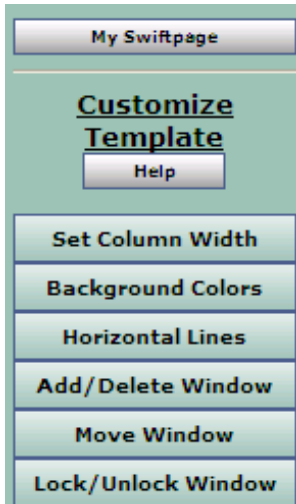 My Swiftpage
Customize
Template
Help
Set Column Width
Background Colors
Horizontal Lines
Add/Delete Window
Move Window
Lock/Unlock Window